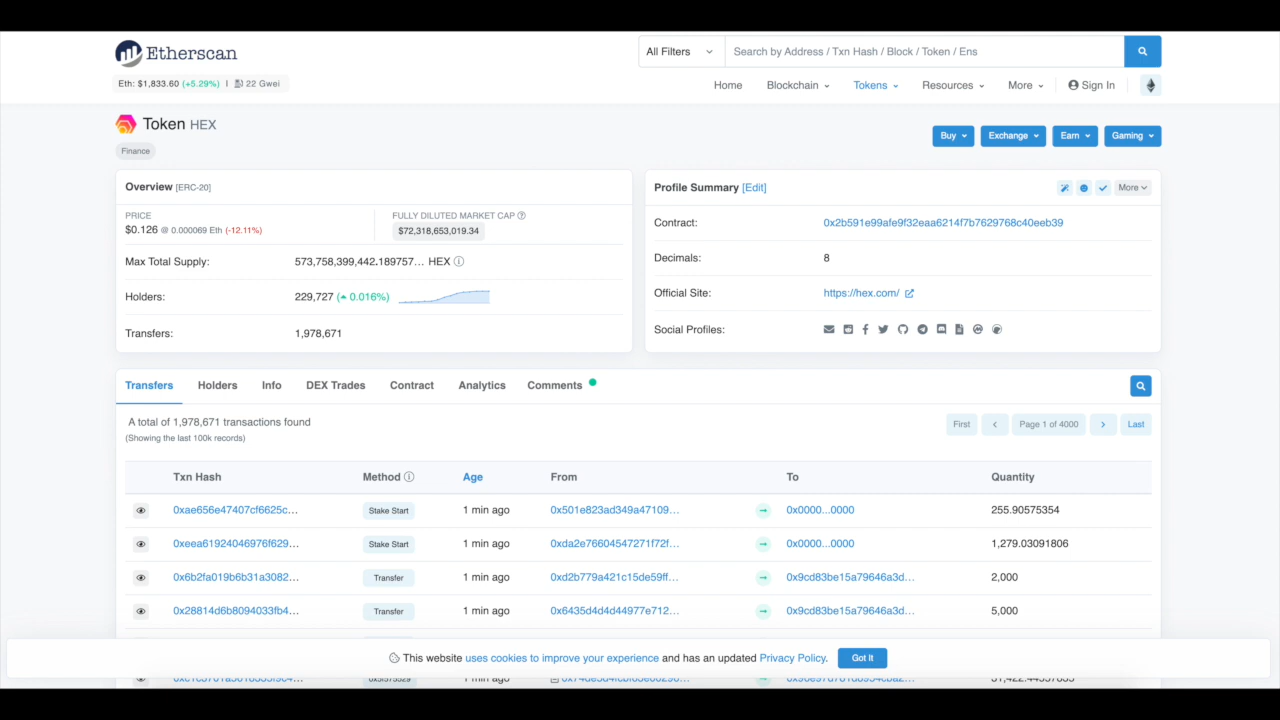 Etherscan
All Filters
Search by Address / Txn Hash / Block / Token / Ens
Eth: $1,833.60 (+5.29%) | 22 Gwei
Home Blockchain Tokens Resources More Sign In
Token HEX
Finance
Buy Exchange Earn Gaming
Overview [ERC-20]
PRICE
$0.126 @ 0.000069 Eth (-12.11%)
FULLY DILUTED MARKET CAP
$72,318,653,019.34
Max Total Supply: 573,758,399,442.189757... HEX
Holders: 229,727 (0.016%)
Transfers: 1,978,671
Profile Summary [Edit]
More
Contract: 0x2b591e99afe9f32eaa6214f7b7629768c40eeb39
Decimals: 8
Official Site: https://hex.com/
Social Profiles:
Transfers Holders Info DEX Trades Contract Analytics Comments
A total of 1,978,671 transactions found
(Showing the last 100k records)
First Page 1 of 4000 Last
Txn Hash Method Age From To Quantity
0xae656e47407cf6625c... Stake Start 1 min ago 0x501e823ad349a47109... 0x0000...0000 255.90575354
0xeea61924046976f629... Stake Start 1 min ago 0xda2e76604547271f72f... 0x0000...0000 1,279.03091806
0x6b2fa019b6b31a3082... Transfer 1 min ago 0xd2b779a421c15de59ff... 0x9cd83be15a79646a3d... 2,000
0x28814d6b8094033fb4... Transfer 1 min ago 0x6435d4d4d44977e712... 0x9cd83be15a79646a3d... 5,000
This website uses cookies to improve your experience and has an updated Privacy Policy. Got It
1 min ago